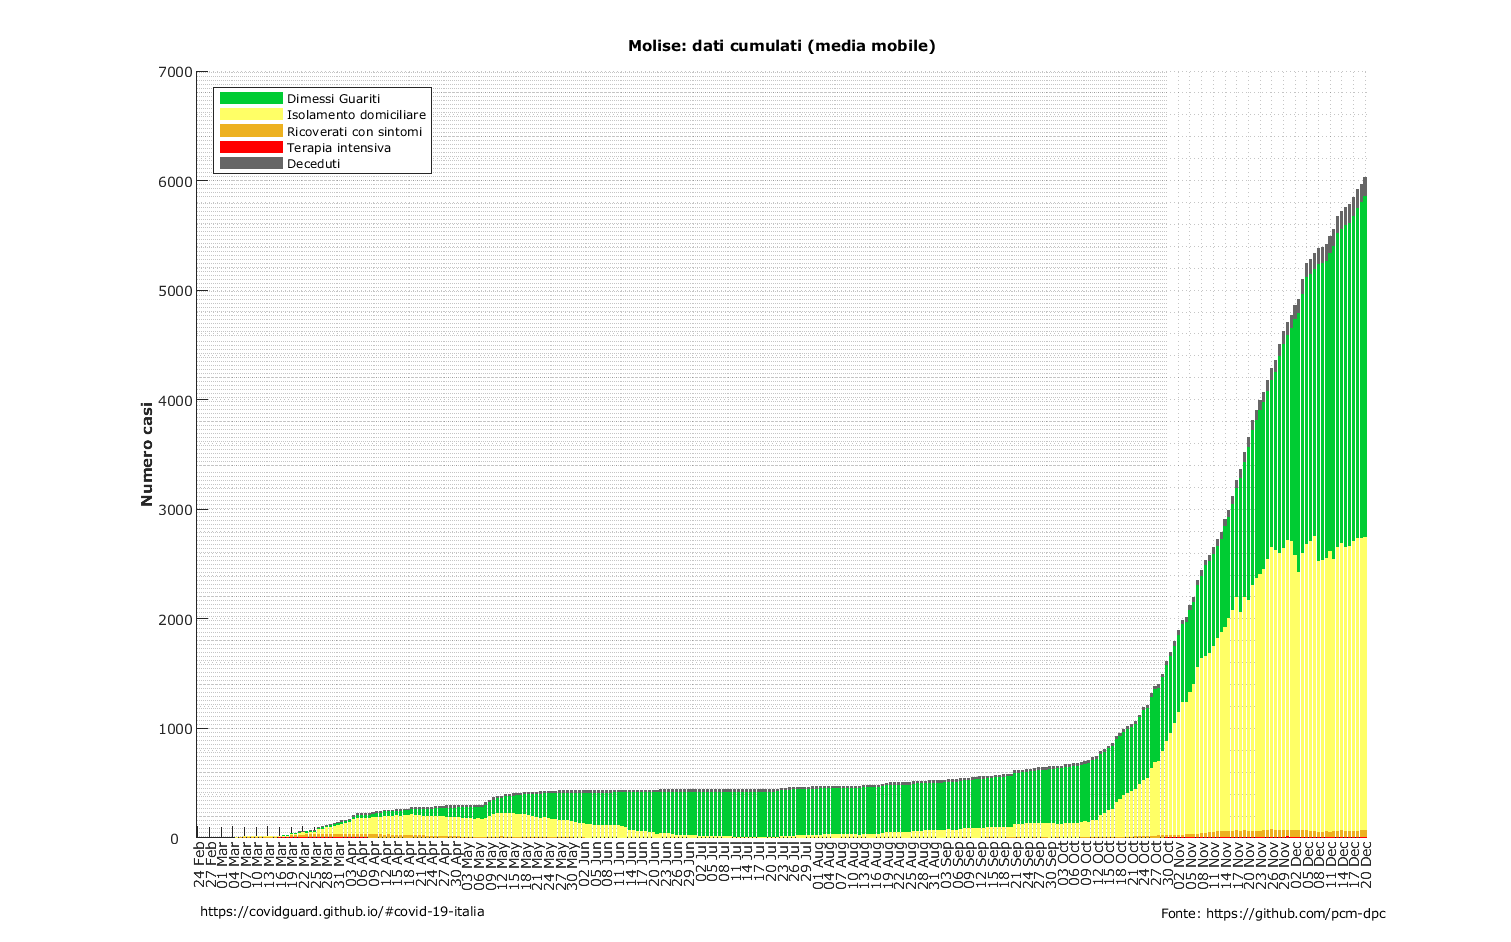 Molise: dati cumulati (media mobile)
7000
6000
5000
4000
3000
2000
1000
0
Numero casi
Dimessi Guariti
Isolamento domiciliare
Ricoverati con sintomi
Terapia intensiva
Deceduti
24 Feb
27 Feb
01 Mar
04 Mar
07 Mar
10 Mar
13 Mar
16 Mar
19 Mar
22 Mar
25 Mar
28 Mar
31 Mar
03 Apr
06 Apr
09 Apr
12 Apr
15 Apr
18 Apr
21 Apr
24 Apr
27 Apr
30 Apr
03 May
06 May
09 May
12 May
15 May
18 May
21 May
24 May
27 May
30 May
02 Jun
05 Jun
08 Jun
11 Jun
14 Jun
17 Jun
20 Jun
23 Jun
26 Jun
29 Jun
02 Jul
05 Jul
08 Jul
11 Jul
14 Jul
17 Jul
20 Jul
23 Jul
26 Jul
29 Jul
01 Aug
04 Aug
07 Aug
10 Aug
13 Aug
16 Aug
19 Aug
22 Aug
25 Aug
28 Aug
31 Aug
03 Sep
06 Sep
09 Sep
12 Sep
15 Sep
18 Sep
21 Sep
24 Sep
27 Sep
30 Sep
03 Oct
06 Oct
09 Oct
12 Oct
15 Oct
18 Oct
21 Oct
24 Oct
27 Oct
30 Oct
02 Nov
05 Nov
08 Nov
11 Nov
14 Nov
17 Nov
20 Nov
23 Nov
26 Nov
29 Nov
02 Dec
05 Dec
08 Dec
11 Dec
14 Dec
17 Dec
20 Dec
https://covidguard.github.io/#covid-19-italia
Fonte: https://github.com/pcm-dpc